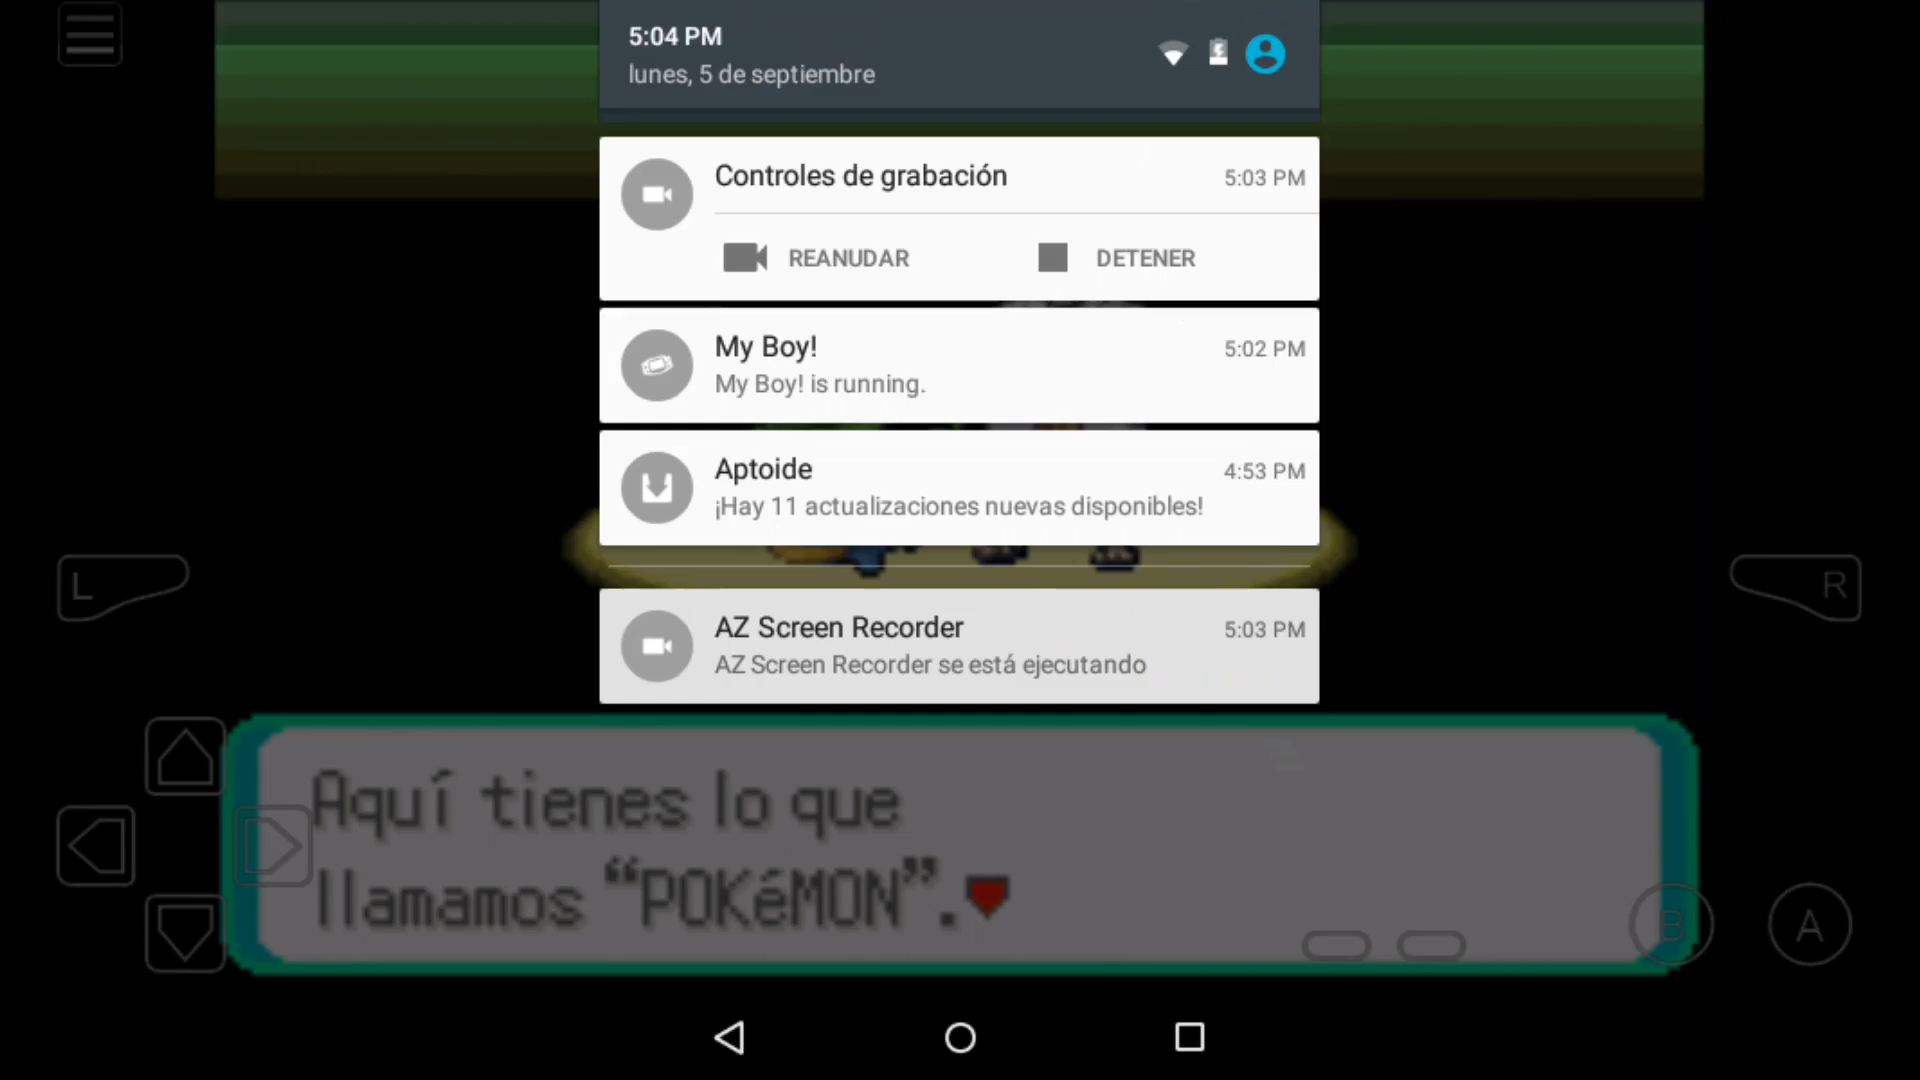 5:04 PM
lunes, 5 de septiembre
Controles de grabación 5:03 PM
REANUDAR DETENER
My Boy! 5:02 PM
My Boy! is running.
Aptoide 4:53 PM
¡Hay 11 actualizaciones nuevas disponibles!
L R
AZ Screen Recorder 5:03 PM
AZ Screen Recorder se está ejecutando
Aquí tienes lo que
llamamos “POKéMON”.
B A